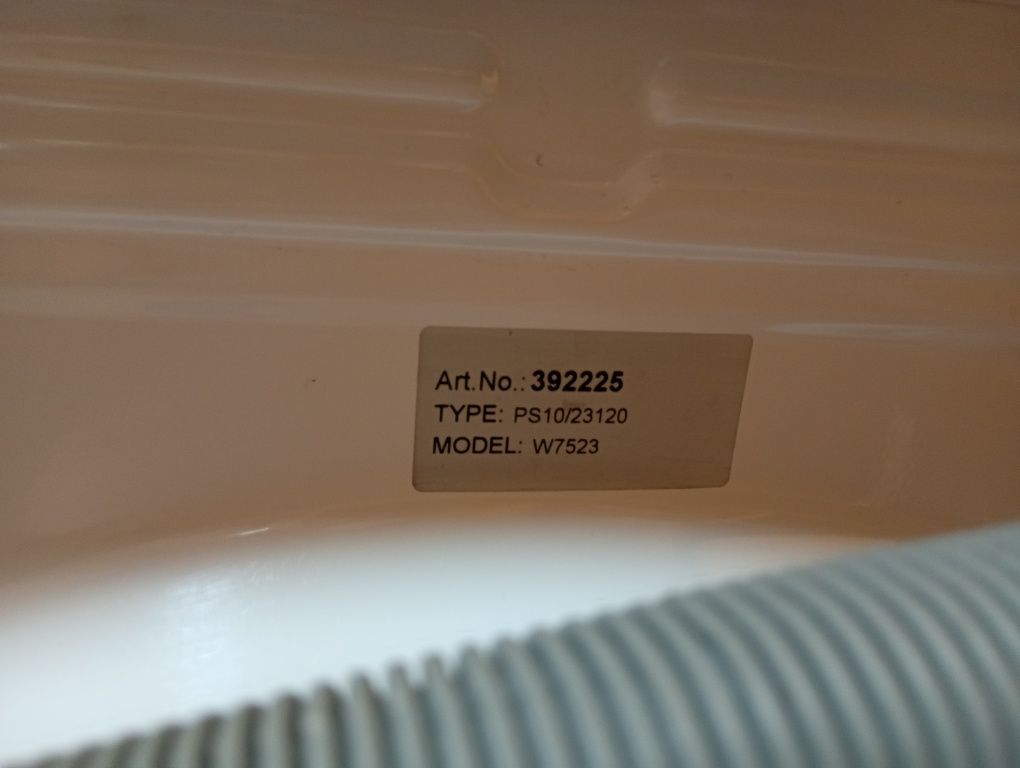 Art.No.: 392225
TYPE: PS10/23120
MODEL: W7523